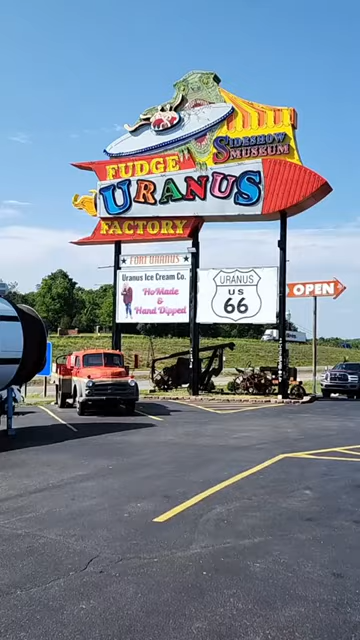 SIDESHOW
MUSEUM
FUDGE
URANUS
FACTORY
FORT URANUS
Uranus Ice Cream Co.
HoMade
& Hand Dipped
URANUS
US
66
OPEN